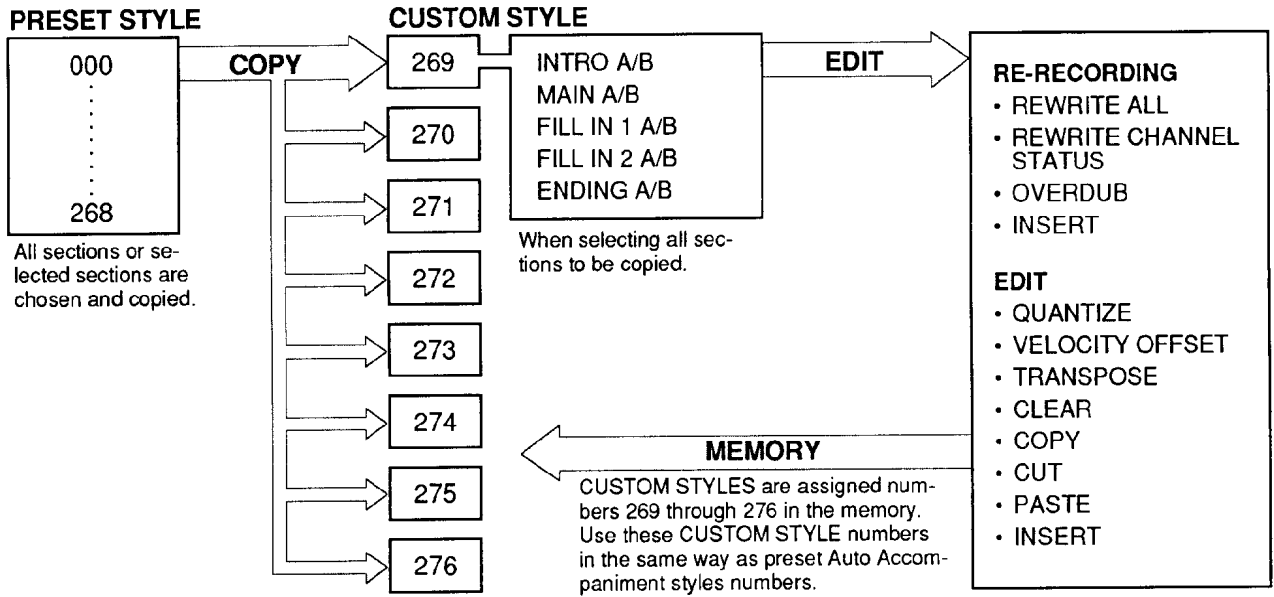 PRESET STYLE
000
268
All sections or se-
lected sections are
chosen and copied.
COPY
CUSTOM STYLE
269
270
271
272
273
274
275
276
INTRO A/B
MAIN A/B
FILL IN 1 A/B
FILL IN 2 A/B
ENDING A/B
When selecting all sec-
tions to be copied.
EDIT
RE-RECORDING
• REWRITE ALL
• REWRITE CHANNEL
STATUS
• OVERDUB
• INSERT
EDIT
• QUANTIZE
• VELOCITY OFFSET
• TRANSPOSE
• CLEAR
• COPY
• CUT
• PASTE
• INSERT
MEMORY
CUSTOM STYLES are assigned num-
bers 269 through 276 in the memory.
Use these CUSTOM STYLE numbers
in the same way as preset Auto Accom-
paniment styles numbers.